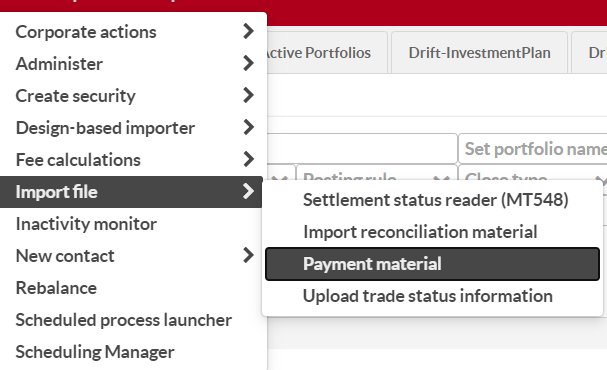 Corporate actions
Administer
Create security
Design-based importer
Fee calculations
Import file
Inactivity monitor
New contact
Rebalance
Scheduled process launcher
Scheduling Manager
Active Portfolios
Drift-InvestmentPlan
Dri
Set portfolio name
Posting rule
Close type
Settlement status reader (MT548)
Import reconciliation material
Payment material
Upload trade status information